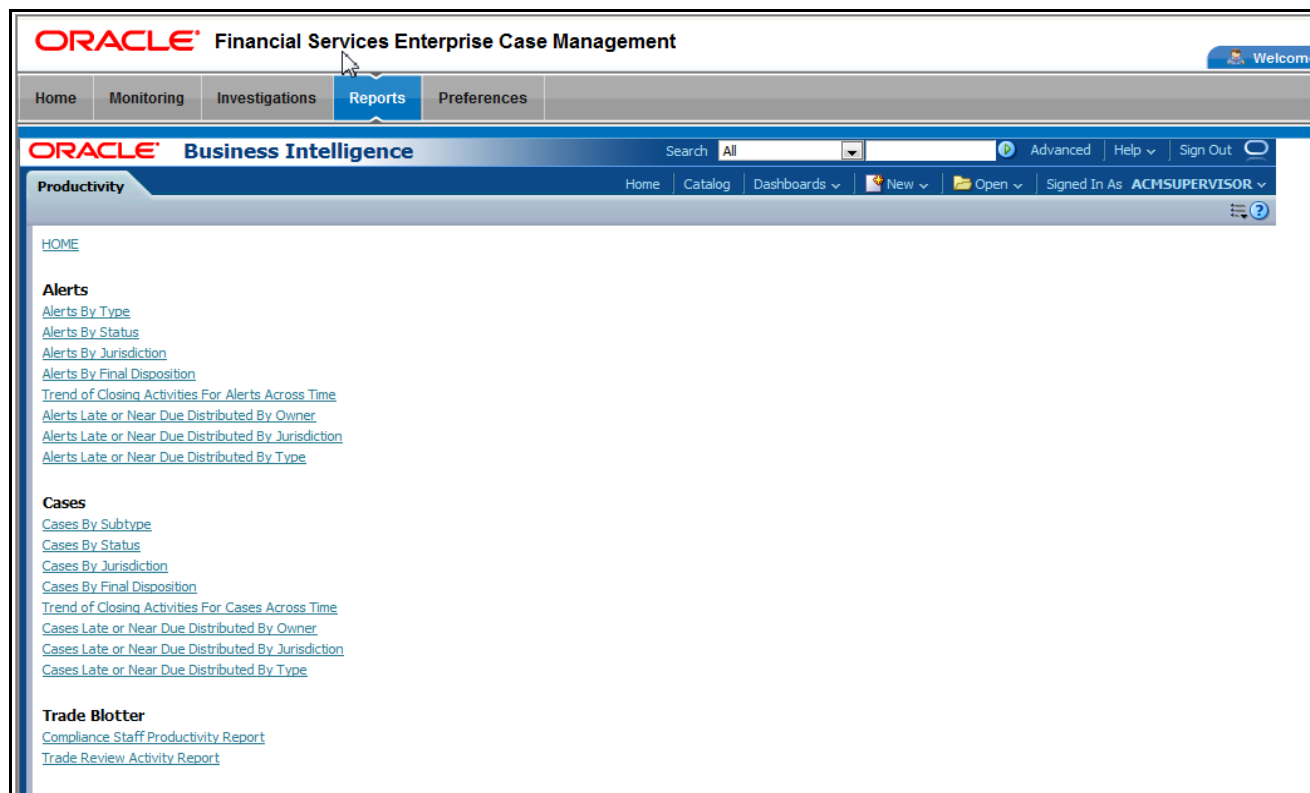 ORACLE® Financial Services Enterprise Case Management
Welcome
Home Monitoring Investigations Reports Preferences
ORACLE® Business Intelligence Search All Advanced Help Sign Out
Productivity Home Catalog Dashboards New Open Signed In As ACMSUPERVISOR
?
HOME
Alerts
Alerts By Type
Alerts By Status
Alerts By Jurisdiction
Alerts By Final Disposition
Trend of Closing Activities For Alerts Across Time
Alerts Late or Near Due Distributed By Owner
Alerts Late or Near Due Distributed By Jurisdiction
Alerts Late or Near Due Distributed By Type
Cases
Cases By Subtype
Cases By Status
Cases By Jurisdiction
Cases By Final Disposition
Trend of Closing Activities For Cases Across Time
Cases Late or Near Due Distributed By Owner
Cases Late or Near Due Distributed By Jurisdiction
Cases Late or Near Due Distributed By Type
Trade Blotter
Compliance Staff Productivity Report
Trade Review Activity Report